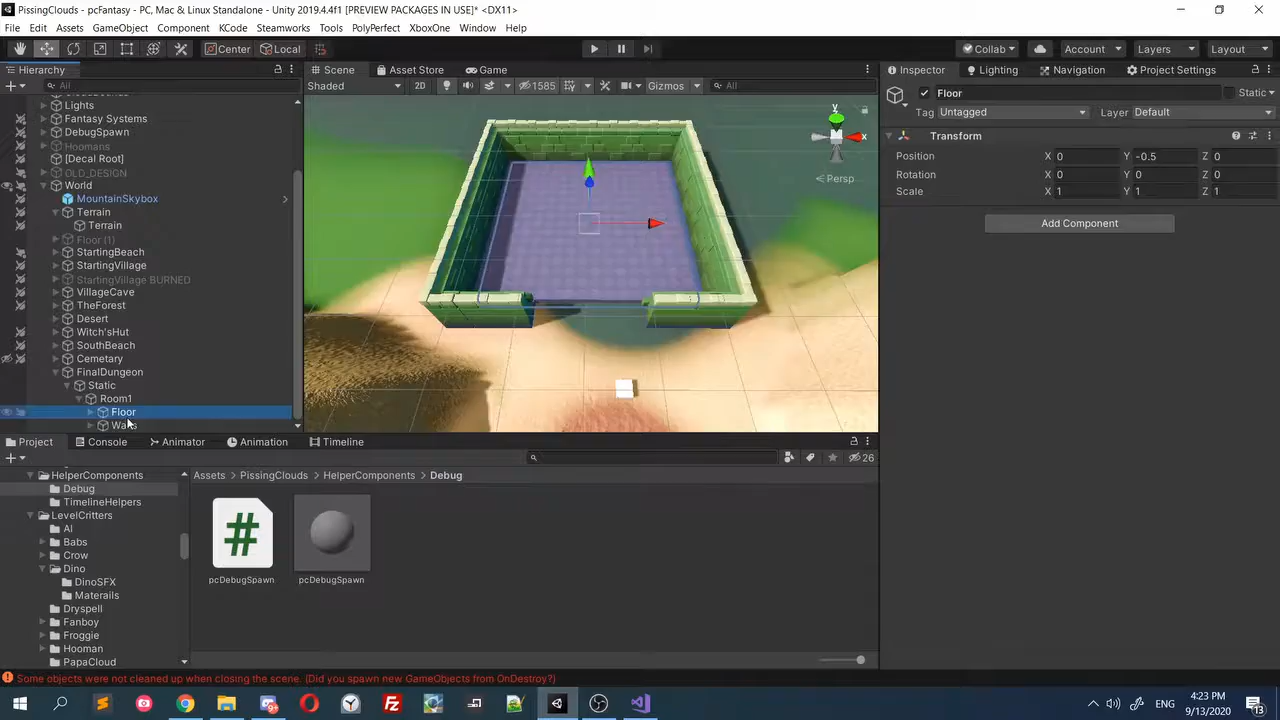 PissingClouds - pcFantasy - PC, Mac & Linux Standalone - Unity 2019.4.4f1 [PREVIEW PACKAGES IN USE]* <DX11>
File Edit Assets GameObject Component KCode Steamworks Tools PolyPerfect XboxOne Window Help
Center Local Collab Account Layers Layout
Hierarchy Scene Asset Store Game Inspector Lighting Navigation Project Settings
All Shaded 2D 1585 Gizmos All Floor Static
Lights
Fantasy Systems
DebugSpawn
Hoomans
[Decal Root]
OLD_DESIGN
World
MountainSkybox
Terrain
Terrain
Floor (1)
StartingBeach
StartingVillage
StartingVillage BURNED
VillageCave
TheForest
Desert
Witch'sHut
SouthBeach
Cemetary
FinalDungeon
Static
Room1
Floor
y
x
Persp
Tag Untagged Layer Default
Transform
Position X 0 Y -0.5 Z 0
Rotation X 0 Y 0 Z 0
Scale X 1 Y 1 Z 1
Add Component
Project Console Animator Animation Timeline
26
HelperComponents
Debug
TimelineHelpers
LevelCritters
AI
Babs
Crow
Dino
DinoSFX
Materails
Dryspell
Fanboy
Froggie
Hooman
PapaCloud
Assets > PissingClouds > HelperComponents > Debug
#
pcDebugSpawn pcDebugSpawn
Some objects were not cleaned up when closing the scene. (Did you spawn new GameObjects from OnDestroy?)
ENG
4:23 PM
9/13/2020